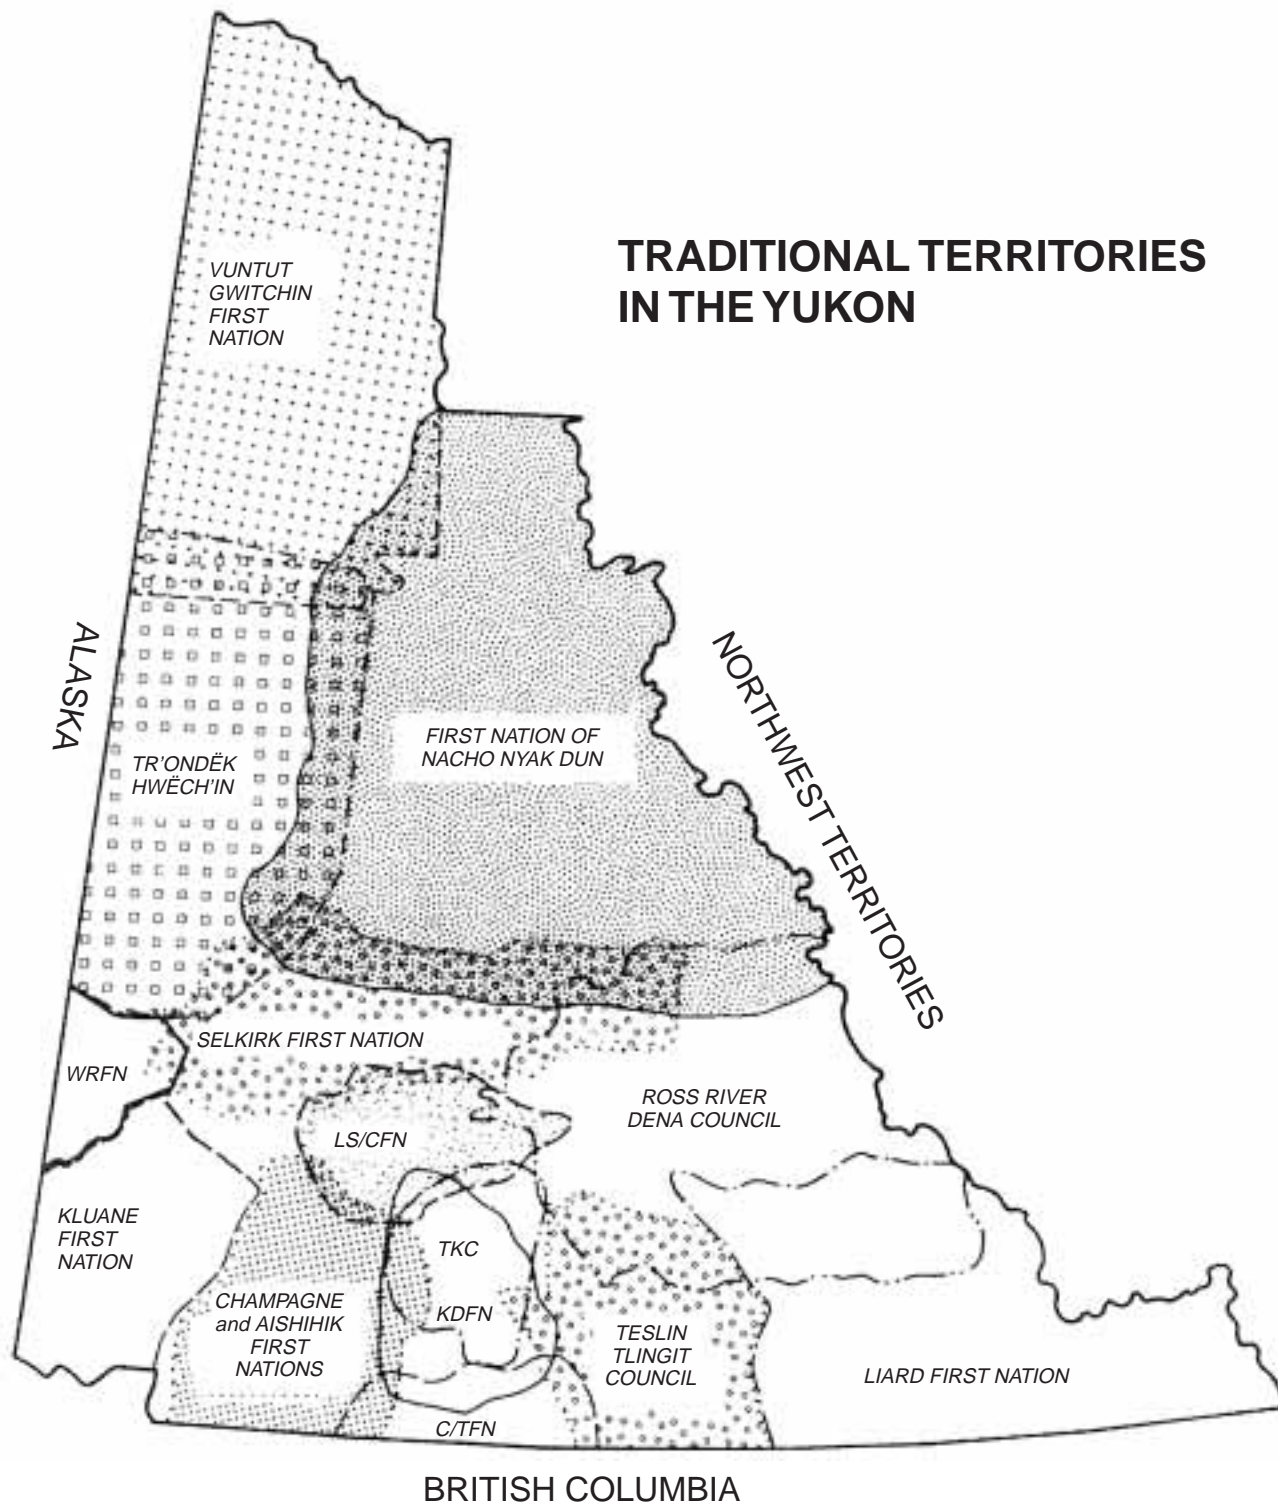 TRADITIONAL TERRITORIES
IN THE YUKON
VUNTUT
GWITCHIN
FIRST
NATION
ALASKA
NORTHWEST TERRITORIES
FIRST NATION OF
NACHO NYAK DUN
TR'ONDËK
HWËCH'IN
SELKIRK FIRST NATION
WRFN
ROSS RIVER
DENA COUNCIL
LS/CFN
KLUANE
FIRST
NATION
TKC
KDFN
CHAMPAGNE
and AISHIHIK
FIRST
NATIONS
TESLIN
TLINGIT
COUNCIL
LIARD FIRST NATION
C/TFN
BRITISH COLUMBIA